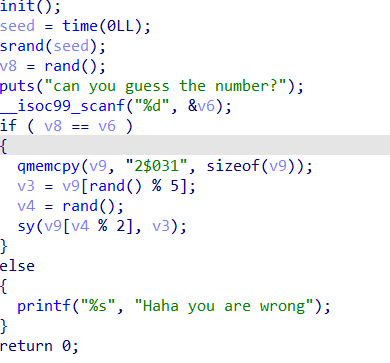 init();
seed = time(0LL);
srand(seed);
v8 = rand();
puts("can you guess the number?");
__isoc99_scanf("%d", &v6);
if ( v8 == v6 )
{
  qmemcpy(v9, "2$031", sizeof(v9));
  v3 = v9[rand() % 5];
  v4 = rand();
  sy(v9[v4 % 2], v3);
}
else
{
  printf("%s", "Haha you are wrong");
}
return 0;